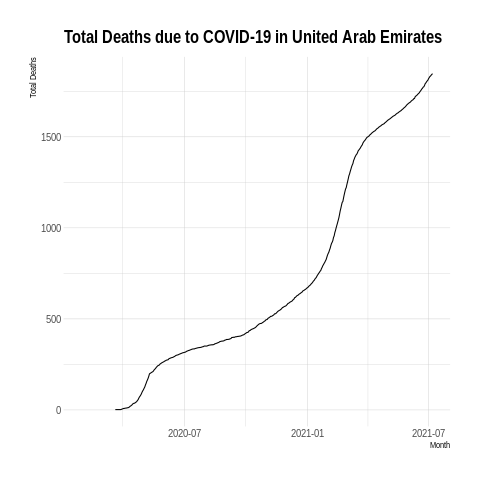 Total Deaths due to COVID-19 in United Arab Emirates
Total Deaths
1500
1000
500
0
2020-07 2021-01 2021-07
Month